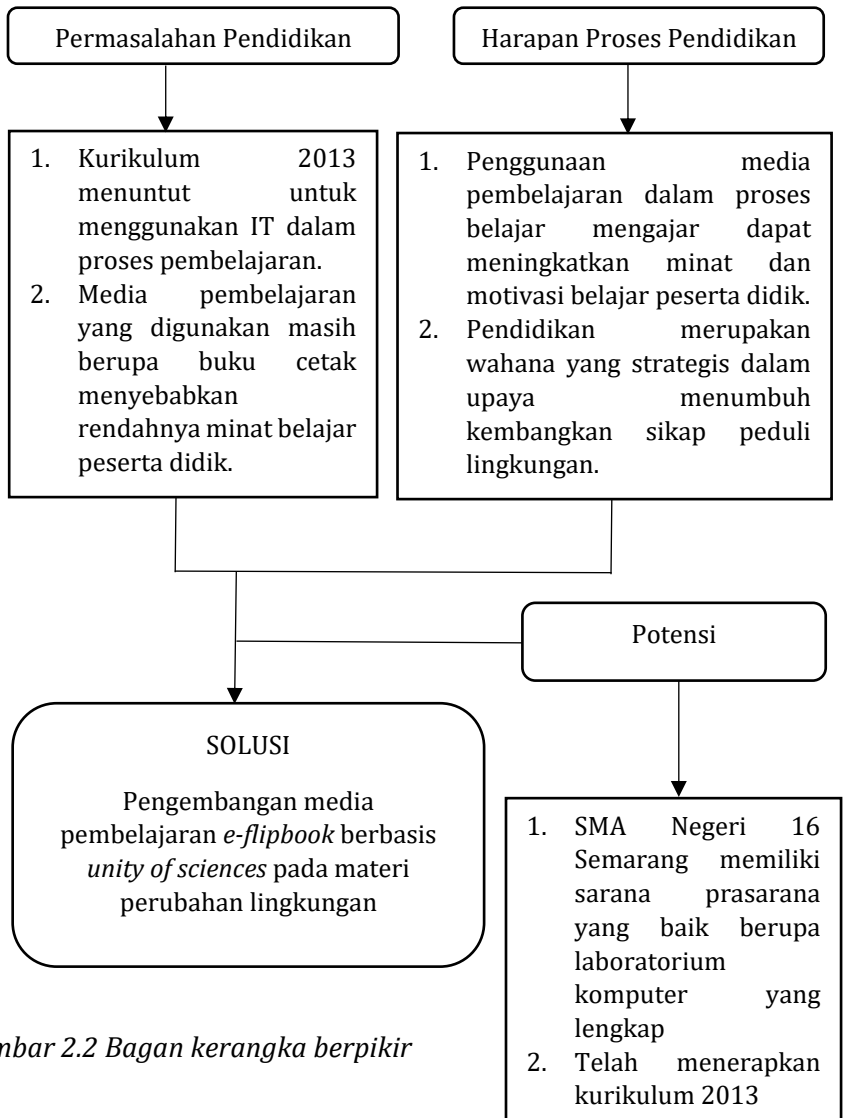 Permasalahan Pendidikan
Harapan Proses Pendidikan
1. Kurikulum 2013
menuntut untuk
menggunakan IT dalam
proses pembelajaran.
2. Media pembelajaran
yang digunakan masih
berupa buku cetak
menyebabkan
rendahnya minat belajar
peserta didik.
1. Penggunaan media
pembelajaran dalam proses
belajar mengajar dapat
meningkatkan minat dan
motivasi belajar peserta didik.
2. Pendidikan merupakan
wahana yang strategis dalam
upaya menumbuh
kembangkan sikap peduli
lingkungan.
Potensi
SOLUSI
Pengembangan media
pembelajaran e-flipbook berbasis
unity of sciences pada materi
perubahan lingkungan
1. SMA Negeri 16
Semarang memiliki
sarana prasarana
yang baik berupa
laboratorium
komputer yang
lengkap
2. Telah menerapkan
kurikulum 2013
mbar 2.2 Bagan kerangka berpikir